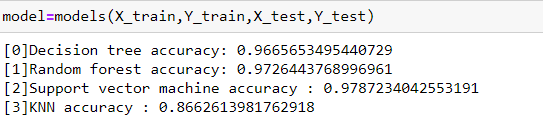 model=models(X_train,Y_train,X_test,Y_test)
[0]Decision tree accuracy: 0.9665653495440729
[1]Random forest accuracy: 0.9726443768996961
[2]Support vector machine accuracy : 0.9787234042553191
[3]KNN accuracy : 0.8662613981762918